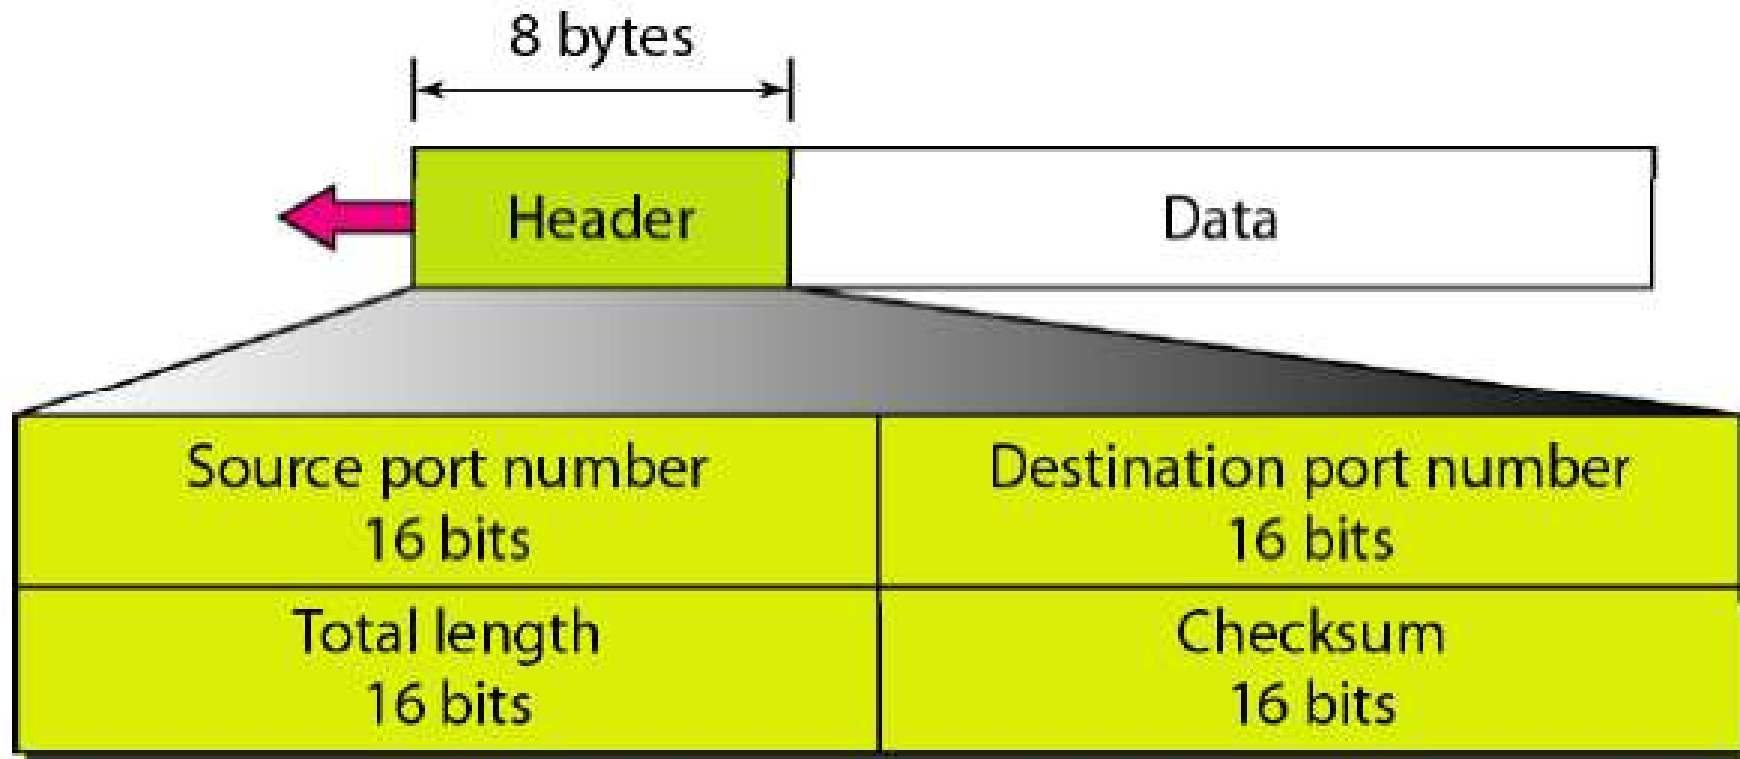 8 bytes
Header
Data
Source port number
16 bits
Destination port number
16 bits
Total length
16 bits
Checksum
16 bits